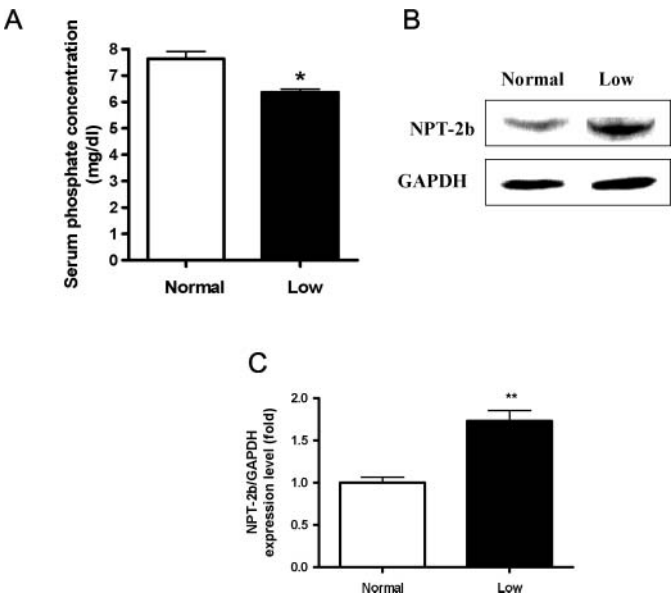 A
Serum phosphate concentration
(mg/dl)
8
7
6
5
4
3
2
1
0
*
Normal Low
B
Normal Low
NPT-2b
GAPDH
C
NPT-2b/GAPDH
expression level (fold)
2.0
1.5
1.0
0.5
0.0
**
Normal Low